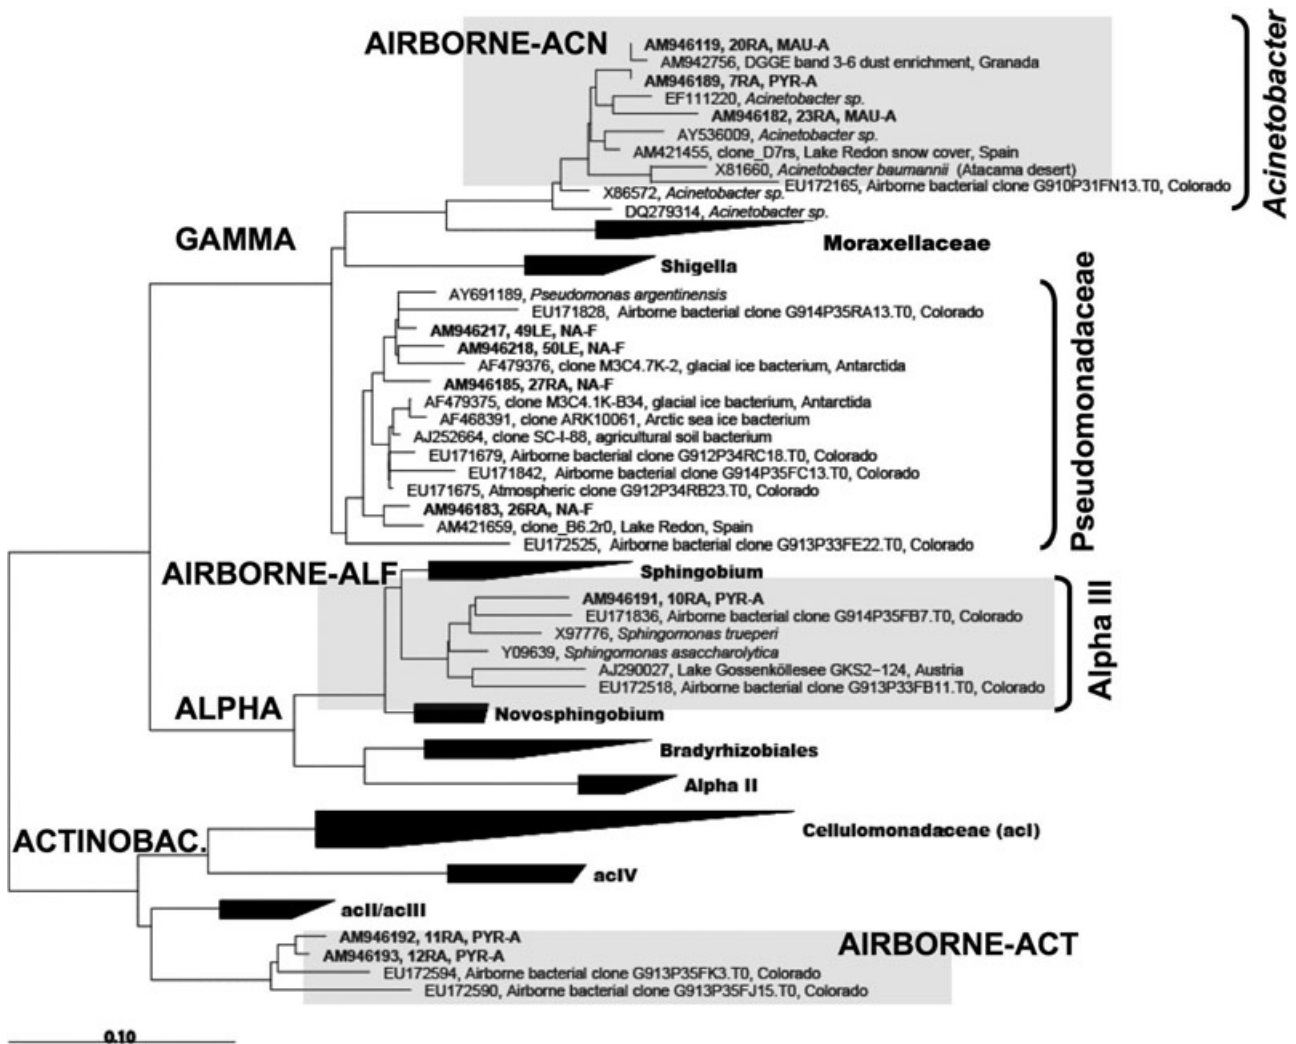 AIRBORNE-ACN
AM946119, 20RA, MAU-A
AM942756, DGGE band 3-6 dust enrichment, Granada
AM946189, 7RA, PYR-A
EF111220, Acinetobacter sp.
AM946182, 23RA, MAU-A
AY536009, Acinetobacter sp.
AM421455, clone_D7rs, Lake Redon snow cover, Spain
X81660, Acinetobacter baumannii (Atacama desert)
EU172165, Airborne bacterial clone G910P31FN13.T0, Colorado
X86572, Acinetobacter sp.
DQ279314, Acinetobacter sp.
Acinetobacter
GAMMA
Moraxellaceae
Shigella
AY691189, Pseudomonas argentinensis
EU171828, Airborne bacterial clone G914P35RA13.T0, Colorado
AM946217, 49LE, NA-F
AM946218, 50LE, NA-F
AF479376, clone M3C4.7K-2, glacial ice bacterium, Antarctida
AM946185, 27RA, NA-F
AF479375, clone M3C4.1K-B34, glacial ice bacterium, Antarctida
AF468391, clone ARK10061, Arctic sea ice bacterium
AJ252664, clone SC-I-88, agricultural soil bacterium
EU171679, Airborne bacterial clone G912P34RC18.T0, Colorado
EU171842, Airborne bacterial clone G914P35FC13.T0, Colorado
EU171675, Atmospheric clone G912P34RB23.T0, Colorado
AM946183, 26RA, NA-F
AM421659, clone_B6.2r0, Lake Redon, Spain
EU172525, Airborne bacterial clone G913P33FE22.T0, Colorado
Pseudomonadaceae
AIRBORNE-ALF
Sphingobium
AM946191, 10RA, PYR-A
EU171836, Airborne bacterial clone G914P35FB7.T0, Colorado
X97776, Sphingomonas trueperi
Y09639, Sphingomonas asaccharolytica
AJ290027, Lake Gossenköllesee GKS2-124, Austria
EU172518, Airborne bacterial clone G913P33FB11.T0, Colorado
Alpha III
ALPHA
Novosphingobium
Bradyrhizobiales
Alpha II
ACTINOBAC.
Cellulomonadaceae (acI)
acIV
acII/acIII
AIRBORNE-ACT
AM946192, 11RA, PYR-A
AM946193, 12RA, PYR-A
EU172594, Airborne bacterial clone G913P35FK3.T0, Colorado
EU172590, Airborne bacterial clone G913P35FJ15.T0, Colorado
0.10